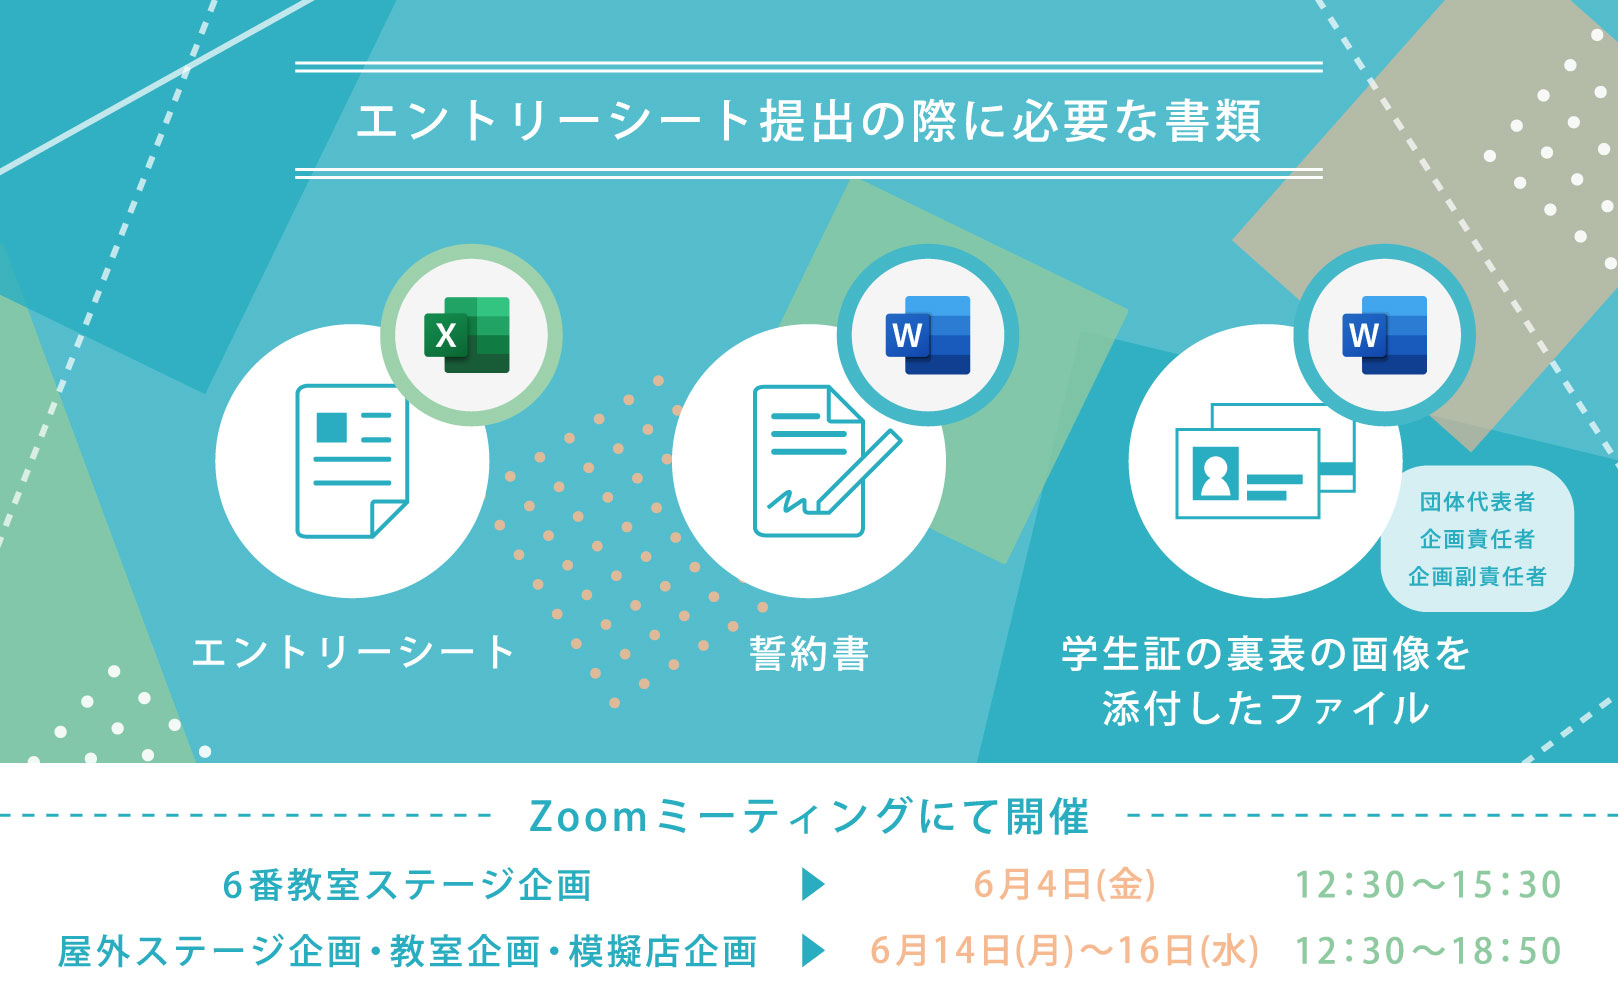 エントリーシート提出の際に必要な書類
X
W
W
団体代表者
企画責任者
企画副責任者
エントリーシート
誓約書
学生証の裏表の画像を
添付したファイル
Zoomミーティングにて開催
6番教室ステージ企画 ▶ 6月4日(金) 12：30～15：30
屋外ステージ企画・教室企画・模擬店企画 ▶ 6月14日(月)～16日(水) 12：30～18：50